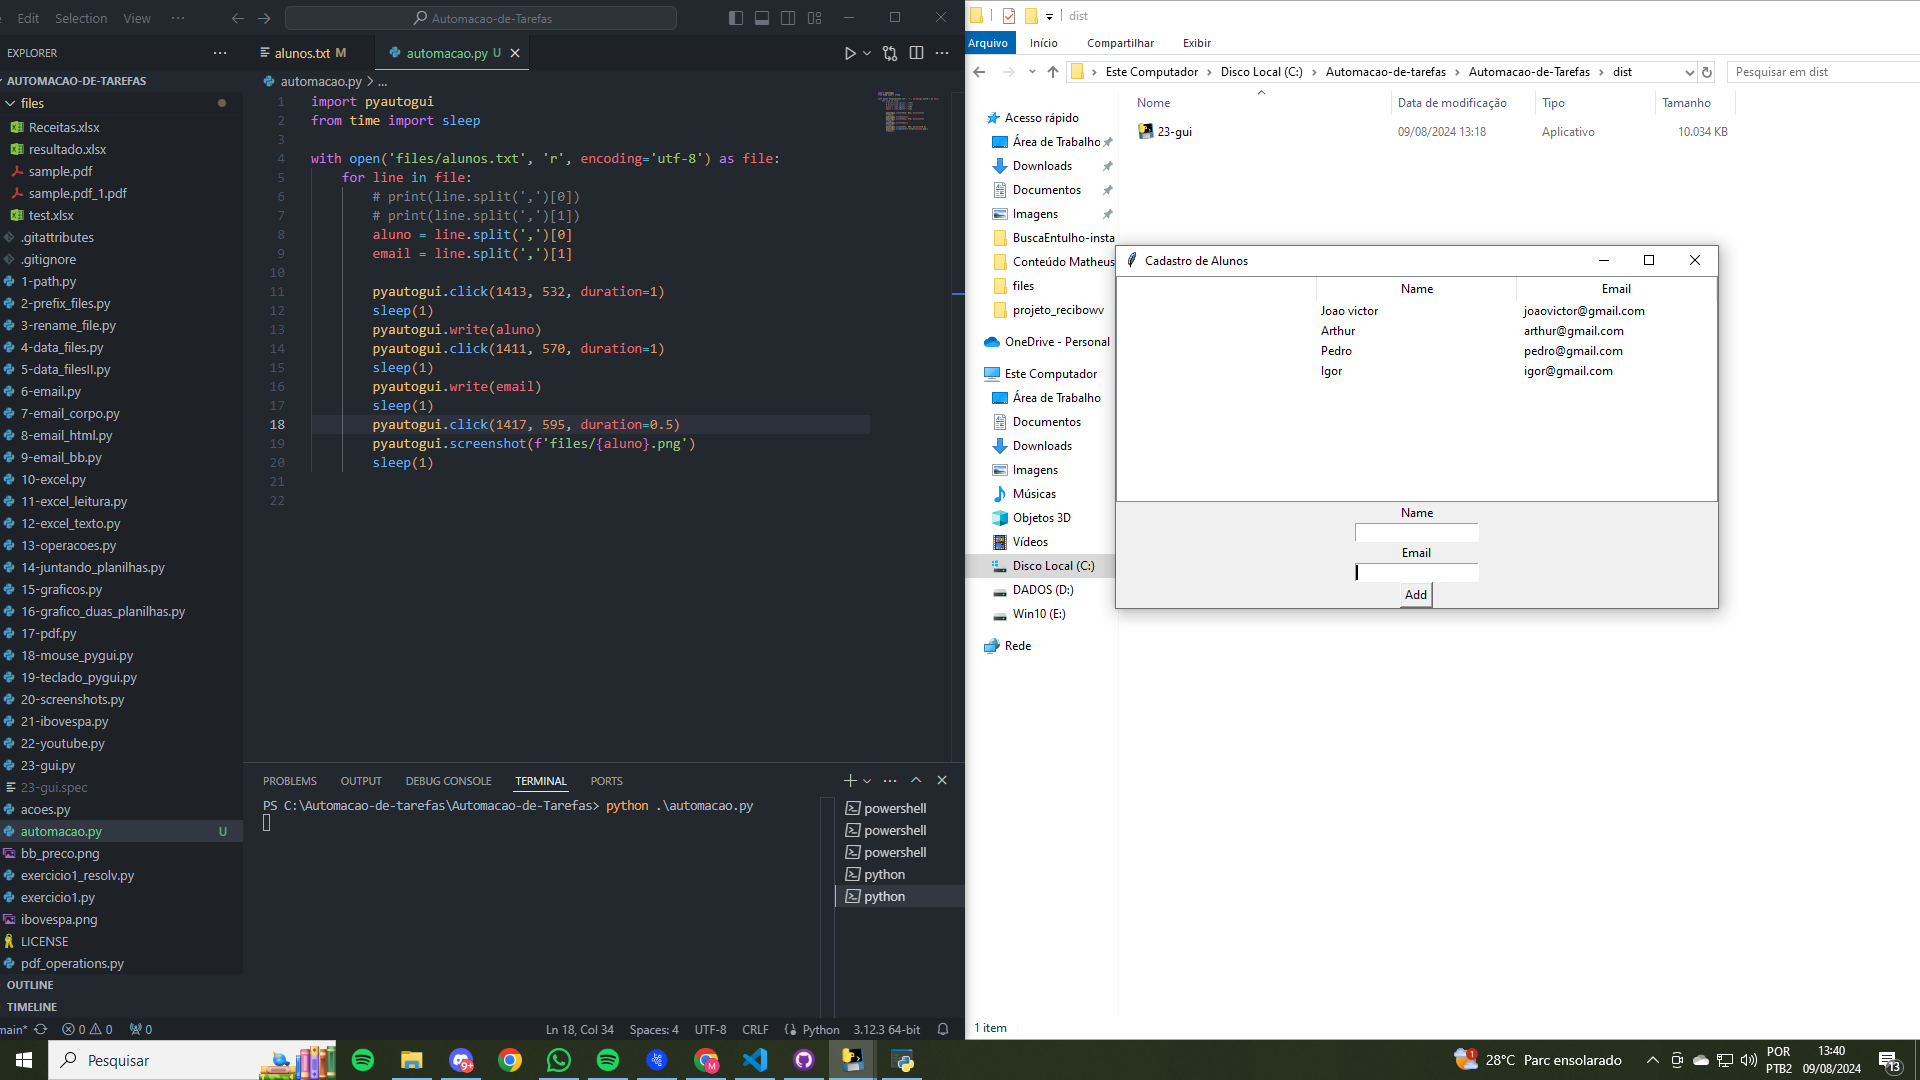 Edit Selection View ···
Automacao-de-Tarefas
EXPLORER
AUTOMACAO-DE-TAREFAS
files
Receitas.xlsx
resultado.xlsx
sample.pdf
sample.pdf_1.pdf
test.xlsx
.gitattributes
.gitignore
1-path.py
2-prefix_files.py
3-rename_file.py
4-data_files.py
5-data_filesII.py
6-email.py
7-email_corpo.py
8-email_html.py
9-email_bb.py
10-excel.py
11-excel_leitura.py
12-excel_texto.py
13-operacoes.py
14-juntando_planilhas.py
15-graficos.py
16-grafico_duas_planilhas.py
17-pdf.py
18-mouse_pygui.py
19-teclado_pygui.py
20-screenshots.py
21-ibovespa.py
22-youtube.py
23-gui.py
23-gui.spec
acoes.py
automacao.py U
bb_preco.png
exercicio1_resolv.py
exercicio1.py
ibovespa.png
LICENSE
pdf_operations.py
OUTLINE
TIMELINE
alunos.txt M
automacao.py U
automacao.py > ...
1 import pyautogui
2 from time import sleep
3
4 with open('files/alunos.txt', 'r', encoding='utf-8') as file:
5 for line in file:
6 # print(line.split(',')[0])
7 # print(line.split(',')[1])
8 aluno = line.split(',')[0]
9 email = line.split(',')[1]
10
11 pyautogui.click(1413, 532, duration=1)
12 sleep(1)
13 pyautogui.write(aluno)
14 pyautogui.click(1411, 570, duration=1)
15 sleep(1)
16 pyautogui.write(email)
17 sleep(1)
18 pyautogui.click(1417, 595, duration=0.5)
19 pyautogui.screenshot(f'files/{aluno}.png')
20 sleep(1)
21
22
PROBLEMS OUTPUT DEBUG CONSOLE TERMINAL PORTS
PS C:\Automacao-de-tarefas\Automacao-de-Tarefas> python .\automacao.py
powershell
powershell
powershell
python
python
main* 0 0 0
Ln 18, Col 34 Spaces: 4 UTF-8 CRLF Python 3.12.3 64-bit
dist
Arquivo Início Compartilhar Exibir
Este Computador > Disco Local (C:) > Automacao-de-tarefas > Automacao-de-Tarefas > dist
Pesquisar em dist
Nome Data de modificação Tipo Tamanho
23-gui 09/08/2024 13:18 Aplicativo 10.034 KB
Acesso rápido
Área de Trabalho
Downloads
Documentos
Imagens
BuscaEntulho-insta
Conteúdo Matheus
files
projeto_recibowv
OneDrive - Personal
Este Computador
Área de Trabalho
Documentos
Downloads
Imagens
Músicas
Objetos 3D
Vídeos
Disco Local (C:)
DADOS (D:)
Win10 (E:)
Rede
1 item
Cadastro de Alunos
Name Email
Joao victor joaovictor@gmail.com
Arthur arthur@gmail.com
Pedro pedro@gmail.com
Igor igor@gmail.com
Name
Email
Add
Pesquisar
9+
M
1
28°C Parc ensolarado
POR
PTB2
13:40
09/08/2024
13